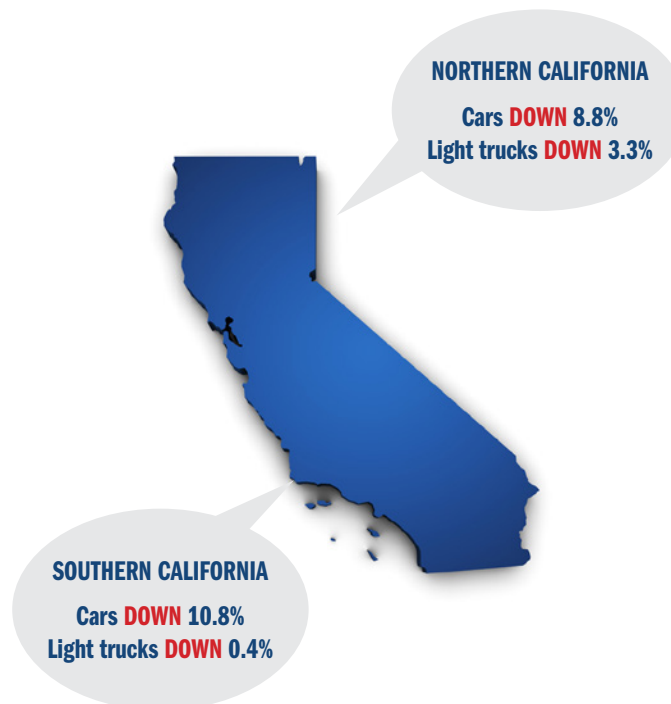 NORTHERN CALIFORNIA
Cars DOWN 8.8%
Light trucks DOWN 3.3%
SOUTHERN CALIFORNIA
Cars DOWN 10.8%
Light trucks DOWN 0.4%